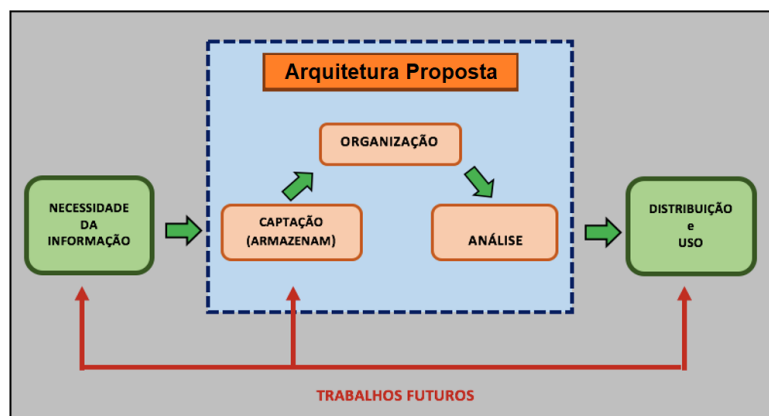 Arquitetura Proposta
ORGANIZAÇÃO
NECESSIDADE
DA
INFORMAÇÃO
CAPTAÇÃO
(ARMAZENAM)
ANÁLISE
DISTRIBUIÇÃO
e
USO
TRABALHOS FUTUROS